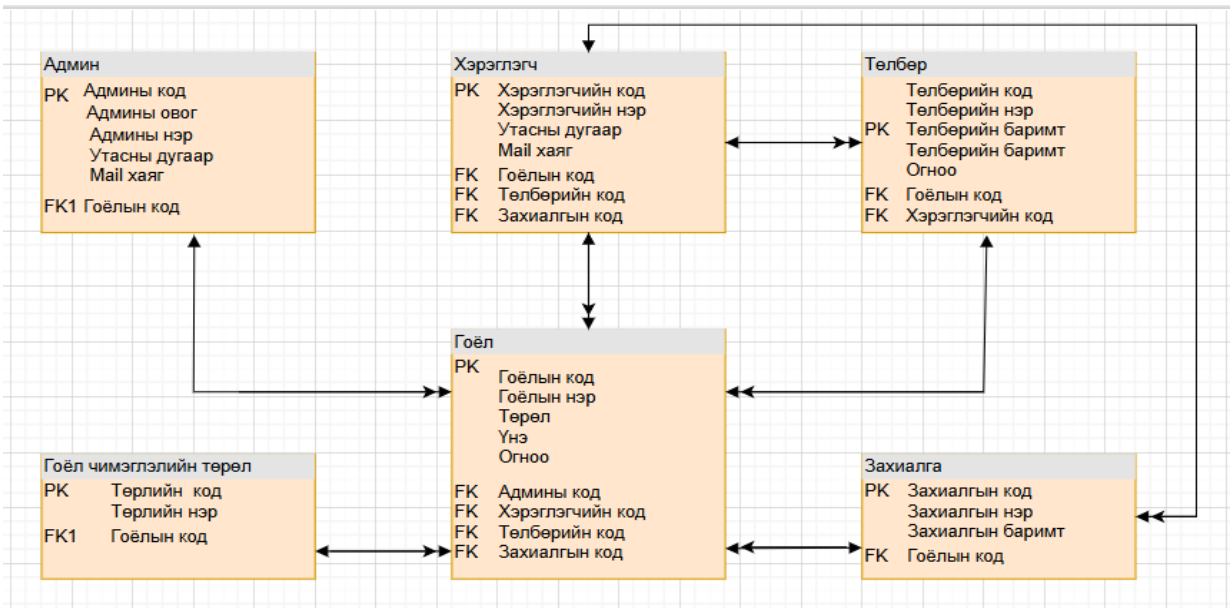 Админ
PK Админы код
Админы овог
Админы нэр
Утасны дугаар
Mail хаяг
FK1 Гоёлын код
Хэрэглэгч
PK Хэрэглэгчийн код
Хэрэглэгчийн нэр
Утасны дугаар
Mail хаяг
FK Гоёлын код
FK Төлбөрийн код
FK Захиалгын код
Төлбөр
Төлбөрийн код
Төлбөрийн нэр
PK Төлбөрийн баримт
Төлбөрийн баримт
Огноо
FK Гоёлын код
FK Хэрэглэгчийн код
Гоёл
PK
Гоёлын код
Гоёлын нэр
Төрөл
Үнэ
Огноо
FK Админы код
FK Хэрэглэгчийн код
FK Төлбөрийн код
FK Захиалгын код
Гоёл чимэглэлийн төрөл
PK Төрлийн код
Төрлийн нэр
FK1 Гоёлын код
Захиалга
PK Захиалгын код
Захиалгын нэр
Захиалгын баримт
FK Гоёлын код